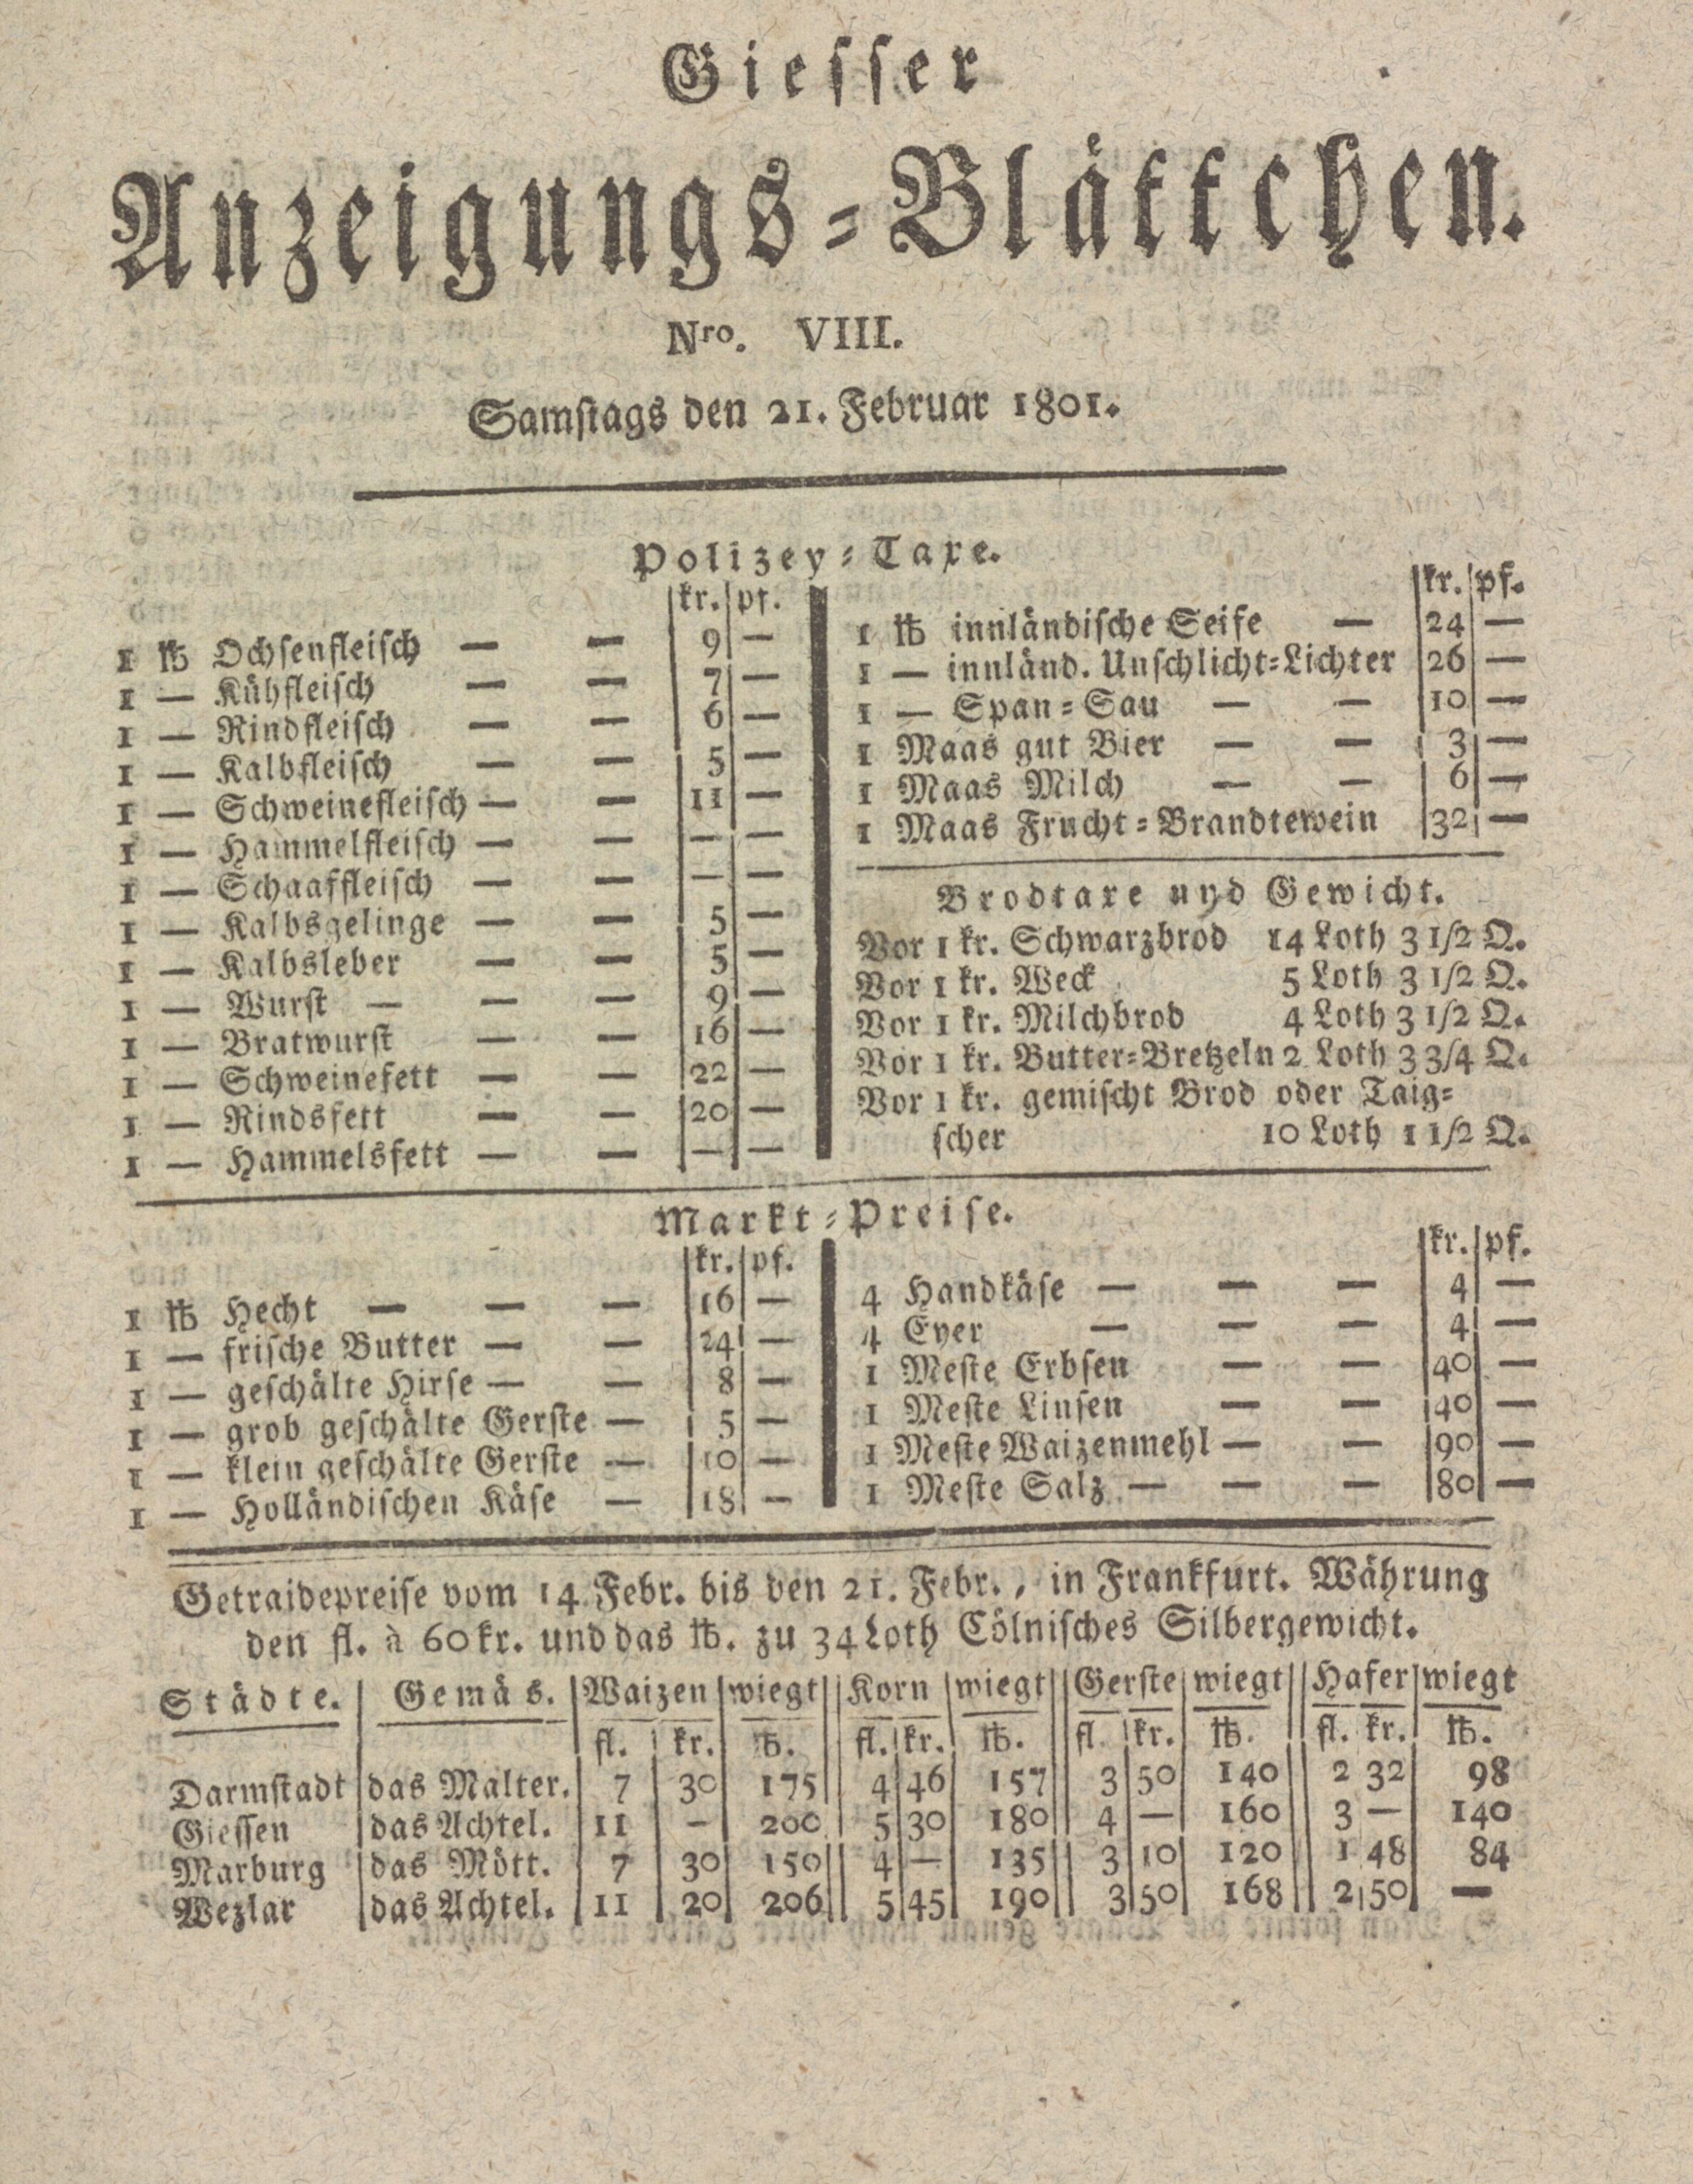 Giesser
Anzeigungs-Blättchen.
Nro. VIII.
Samstags den 21. Februar 1801.
Polizey-Taxe.
kr. pf.
1 ℔ Ochsenfleisch — — 9 —
1 — Kühfleisch — — 7 —
1 — Rindfleisch — — 6 —
1 — Kalbfleisch — — 5 —
1 — Schweinefleisch — — 11 —
1 — Hammelfleisch — — — —
1 — Schaaffleisch — — — —
1 — Kalbsgelinge — — 5 —
1 — Kalbsleber — — 5 —
1 — Wurst — — — 9 —
1 — Bratwurst — — 16 —
1 — Schweinefett — — 22 —
1 — Rindsfett — — 20 —
1 — Hammelsfett — — — —
kr. pf.
1 ℔ innländische Seife — 24 —
1 — innländ. Unschlicht-Lichter 26 —
1 — Span-Sau — — 10 —
1 Maas gut Bier — — 3 —
1 Maas Milch — — 6 —
1 Maas Frucht-Brandtewein 32 —
Brodtaxe uyd Gewicht.
Vor 1 kr. Schwarzbrod 14 Loth 3 1/2 Q.
Vor 1 kr. Weck 5 Loth 3 1/2 Q.
Vor 1 kr. Milchbrod 4 Loth 3 1/2 Q.
Vor 1 kr. Butter-Bretzeln 2 Loth 3 3/4 Q.
Vor 1 kr. gemischt Brod oder Taig-
scher 10 Loth 1 1/2 Q.
Markt-Preise.
kr. pf.
1 ℔ Hecht — — — 16 —
1 — frische Butter — — 24 —
1 — geschälte Hirse — — 8 —
1 — grob geschälte Gerste — 5 —
1 — klein geschälte Gerste — 10 —
1 — Holländischen Käse — 18 —
kr. pf.
4 Handkäse — — — 4 —
4 Eyer — — — 4 —
1 Meste Erbsen — — 40 —
1 Meste Linsen — — 40 —
1 Meste Waizenmehl — — 90 —
1 Meste Salz — — — 80 —
Getraidepreise vom 14 Febr. bis den 21. Febr., in Frankfurt. Währung
den fl. à 60 kr. und das ℔. zu 34 Loth Cölnisches Silbergewicht.
Städte. Gemäs. Waizen wiegt Korn wiegt Gerste wiegt Hafer wiegt
fl. kr. ℔. fl. kr. ℔. fl. kr. ℔. fl. kr. ℔.
Darmstadt das Malter. 7 30 175 4 46 157 3 50 140 2 32 98
Giessen das Achtel. 11 — 200 5 30 180 4 — 160 3 — 140
Marburg das Mött. 7 30 150 4 — 135 3 10 120 1 48 84
Wezlar das Achtel. 11 20 206 5 45 190 3 50 168 2 50 —